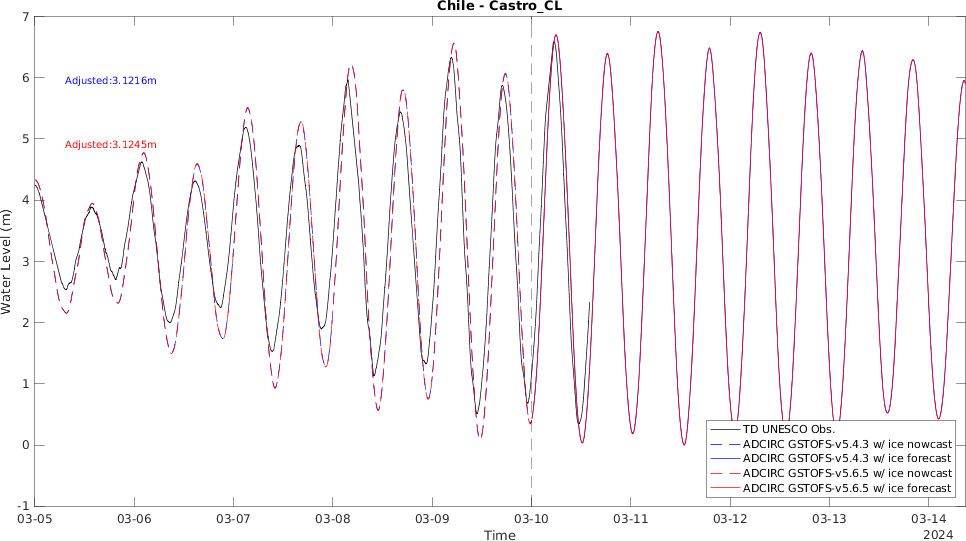 Chile - Castro_CL
7
6
5
4
3
2
1
0
-1
Water Level (m)
Adjusted:3.1216m
Adjusted:3.1245m
TD UNESCO Obs.
ADCIRC GSTOFS-v5.4.3 w/ ice nowcast
ADCIRC GSTOFS-v5.4.3 w/ ice forecast
ADCIRC GSTOFS-v5.6.5 w/ ice nowcast
ADCIRC GSTOFS-v5.6.5 w/ ice forecast
03-05 03-06 03-07 03-08 03-09 03-10 03-11 03-12 03-13 03-14
Time
2024